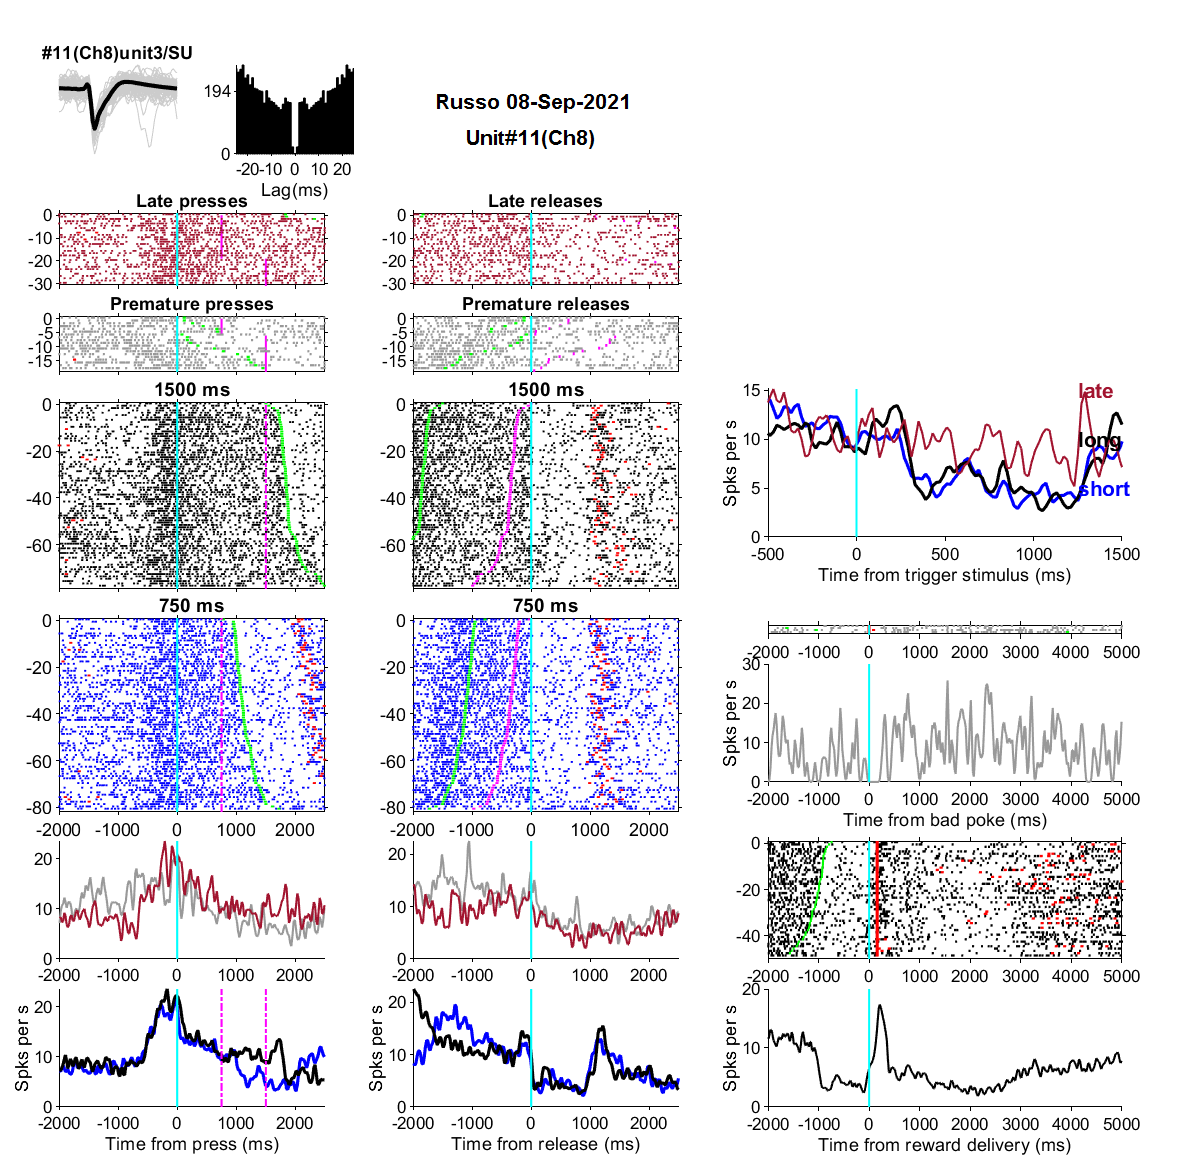 #11(Ch8)unit3/SU
194
0
-20 -10 0 10 20
Lag(ms)
Russo 08-Sep-2021
Unit#11(Ch8)
Late presses
0
-10
-20
-30
Late releases
0
-10
-20
-30
Premature presses
0
-5
-10
-15
Premature releases
0
-5
-10
-15
1500 ms
0
-20
-40
-60
1500 ms
0
-20
-40
-60
750 ms
0
-20
-40
-60
-80
-2000 -1000 0 1000 2000
750 ms
0
-20
-40
-60
-80
-2000 -1000 0 1000 2000
20
10
0
-2000 -1000 0 1000 2000
20
10
0
-2000 -1000 0 1000 2000
Spks per s
20
10
0
-2000 -1000 0 1000 2000
Time from press (ms)
Spks per s
20
10
0
-2000 -1000 0 1000 2000
Time from release (ms)
Spks per s
15
10
5
0
late
long
short
-500 0 500 1000 1500
Time from trigger stimulus (ms)
-2000 -1000 0 1000 2000 3000 4000 5000
Spks per s
30
20
10
0
-2000 -1000 0 1000 2000 3000 4000 5000
Time from bad poke (ms)
0
-20
-40
-2000 -1000 0 1000 2000 3000 4000 5000
Spks per s
20
10
0
-2000 -1000 0 1000 2000 3000 4000 5000
Time from reward delivery (ms)